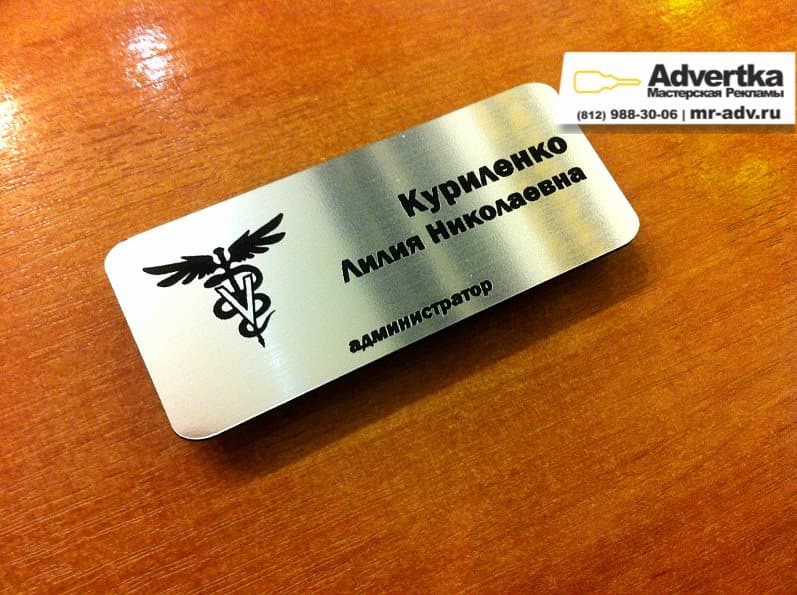 Advertka
Мастерская Рекламы
(812) 988-30-06 | mr-adv.ru
Куриленко
Лилия Николаевна
администратор
V